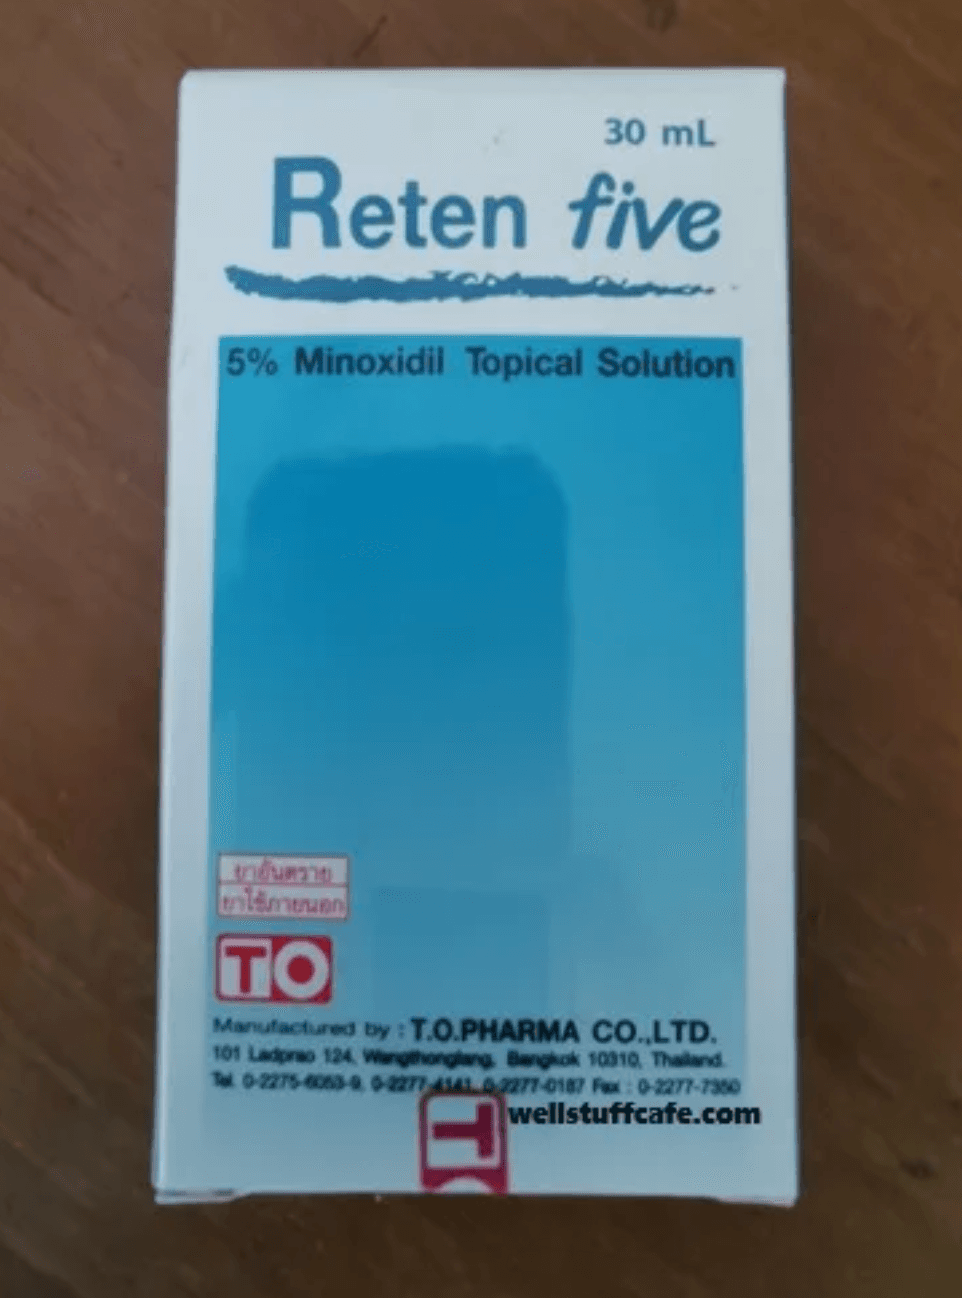 30 mL
Reten five
5% Minoxidil Topical Solution
ยาอันตราย
ยาใช้ภายนอก
TO
Manufactured by : T.O.PHARMA CO.,LTD.
101 Ladprao 124, Wangthonglang, Bangkok 10310, Thailand.
Tel. 0-2275-6053-9, 0-2277-4141, 0-2277-0187 Fax : 0-2277-7350
wellstuffcafe.com
T